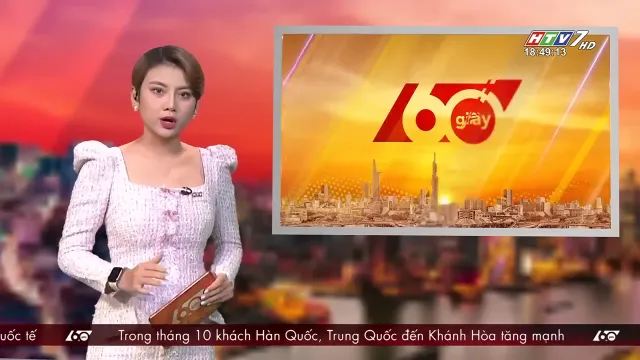 HTV7 HD
18:49:13
60 giây
uốc tế
60
Trong tháng 10 khách Hàn Quốc, Trung Quốc đến Khánh Hòa tăng mạnh
60